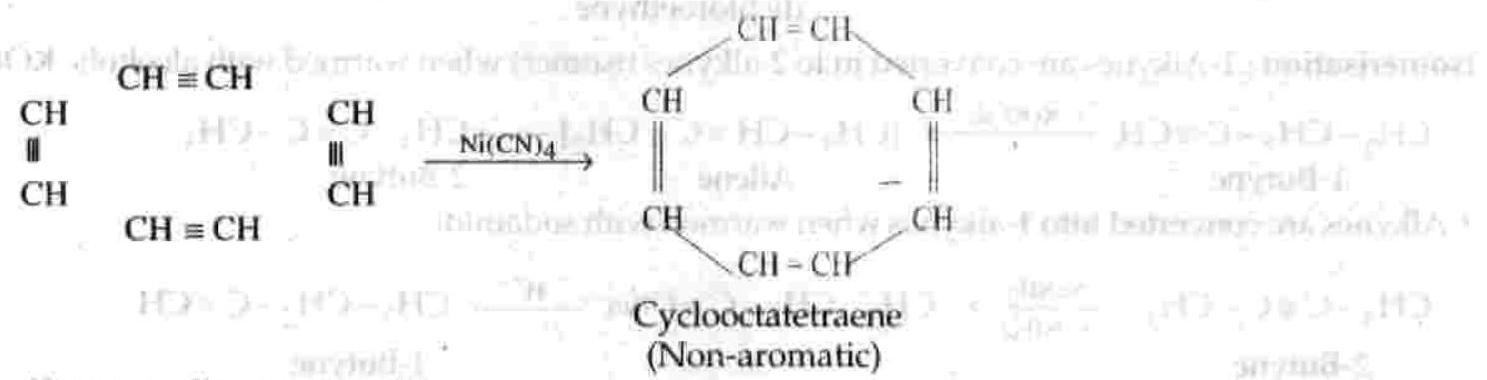 CH = CH
CH ≡ CH
CH CH CH CH
||| ||| Ni(CN)4 || ||
CH CH CH CH
CH ≡ CH
CH = CH
Cyclooctatetraene
(Non-aromatic)